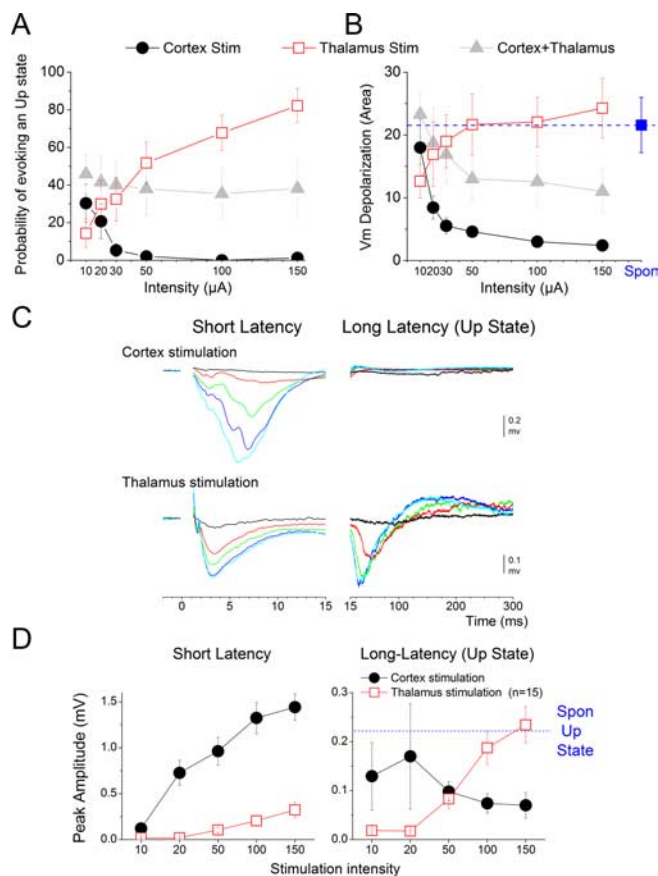 A
B
Cortex Stim
Thalamus Stim
Cortex+Thalamus
Probability of evoking an Up state
100
80
60
40
20
0
10 20 30 50 100 150
Intensity (µA)
Vm Depolarization (Area)
30
20
10
0
10 20 30 50 100 150
Spon
Intensity (µA)
C
Short Latency
Long Latency (Up State)
Cortex stimulation
0.2
mv
Thalamus stimulation
0.1
mv
0 5 10 15
15 100 200 300
Time (ms)
D
Short Latency
Long-Latency (Up State)
Cortex stimulation
Thalamus stimulation (n=15)
Peak Amplitude (mV)
1.5
1.0
0.5
0.0
10 20 50 100 150
0.3
0.2
0.1
0.0
10 20 50 100 150
Spon
Up
State
Stimulation intensity